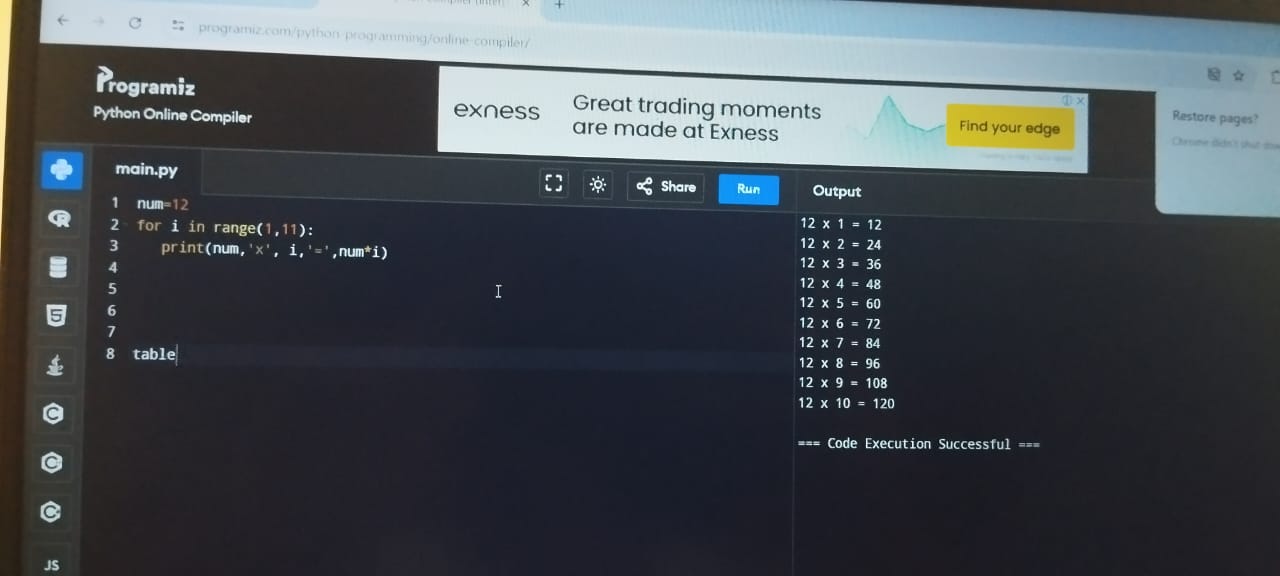 programiz.com/python-programming/online-compiler/
Programiz
Python Online Compiler
exness
Great trading moments
are made at Exness
Find your edge
Restore pages?
Chrome didn't shut dow
main.py
Share
Run
Output
1 num=12
2 for i in range(1,11):
3 print(num,'x', i,'=',num*i)
4
5
6
7
8 table
12 x 1 = 12
12 x 2 = 24
12 x 3 = 36
12 x 4 = 48
12 x 5 = 60
12 x 6 = 72
12 x 7 = 84
12 x 8 = 96
12 x 9 = 108
12 x 10 = 120
=== Code Execution Successful ===
JS